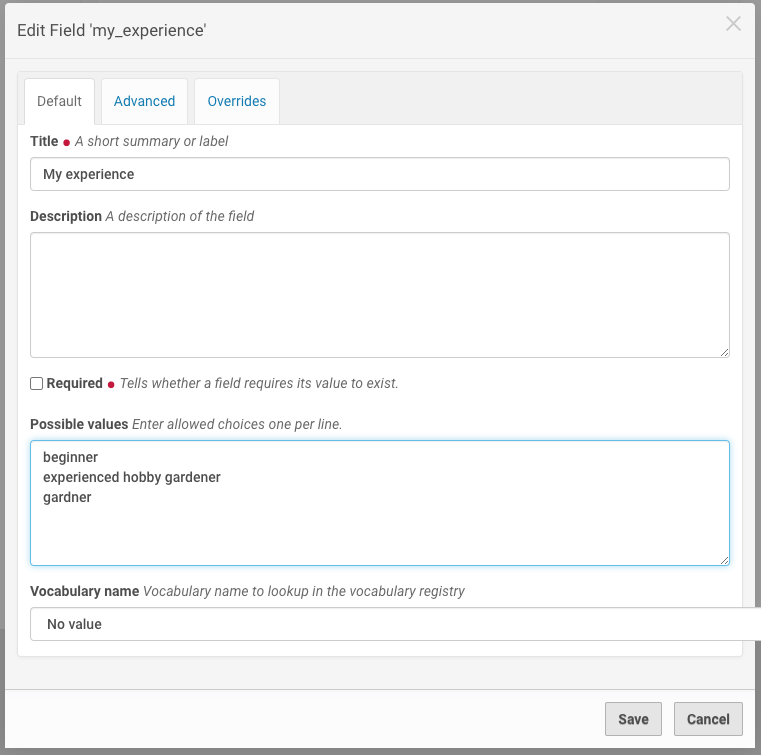 Edit Field 'my_experience'
Default Advanced Overrides
Title A short summary or label
My experience
Description A description of the field
Required Tells whether a field requires its value to exist.
Possible values Enter allowed choices one per line.
beginner
experienced hobby gardener
gardner
Vocabulary name Vocabulary name to lookup in the vocabulary registry
No value
Save Cancel